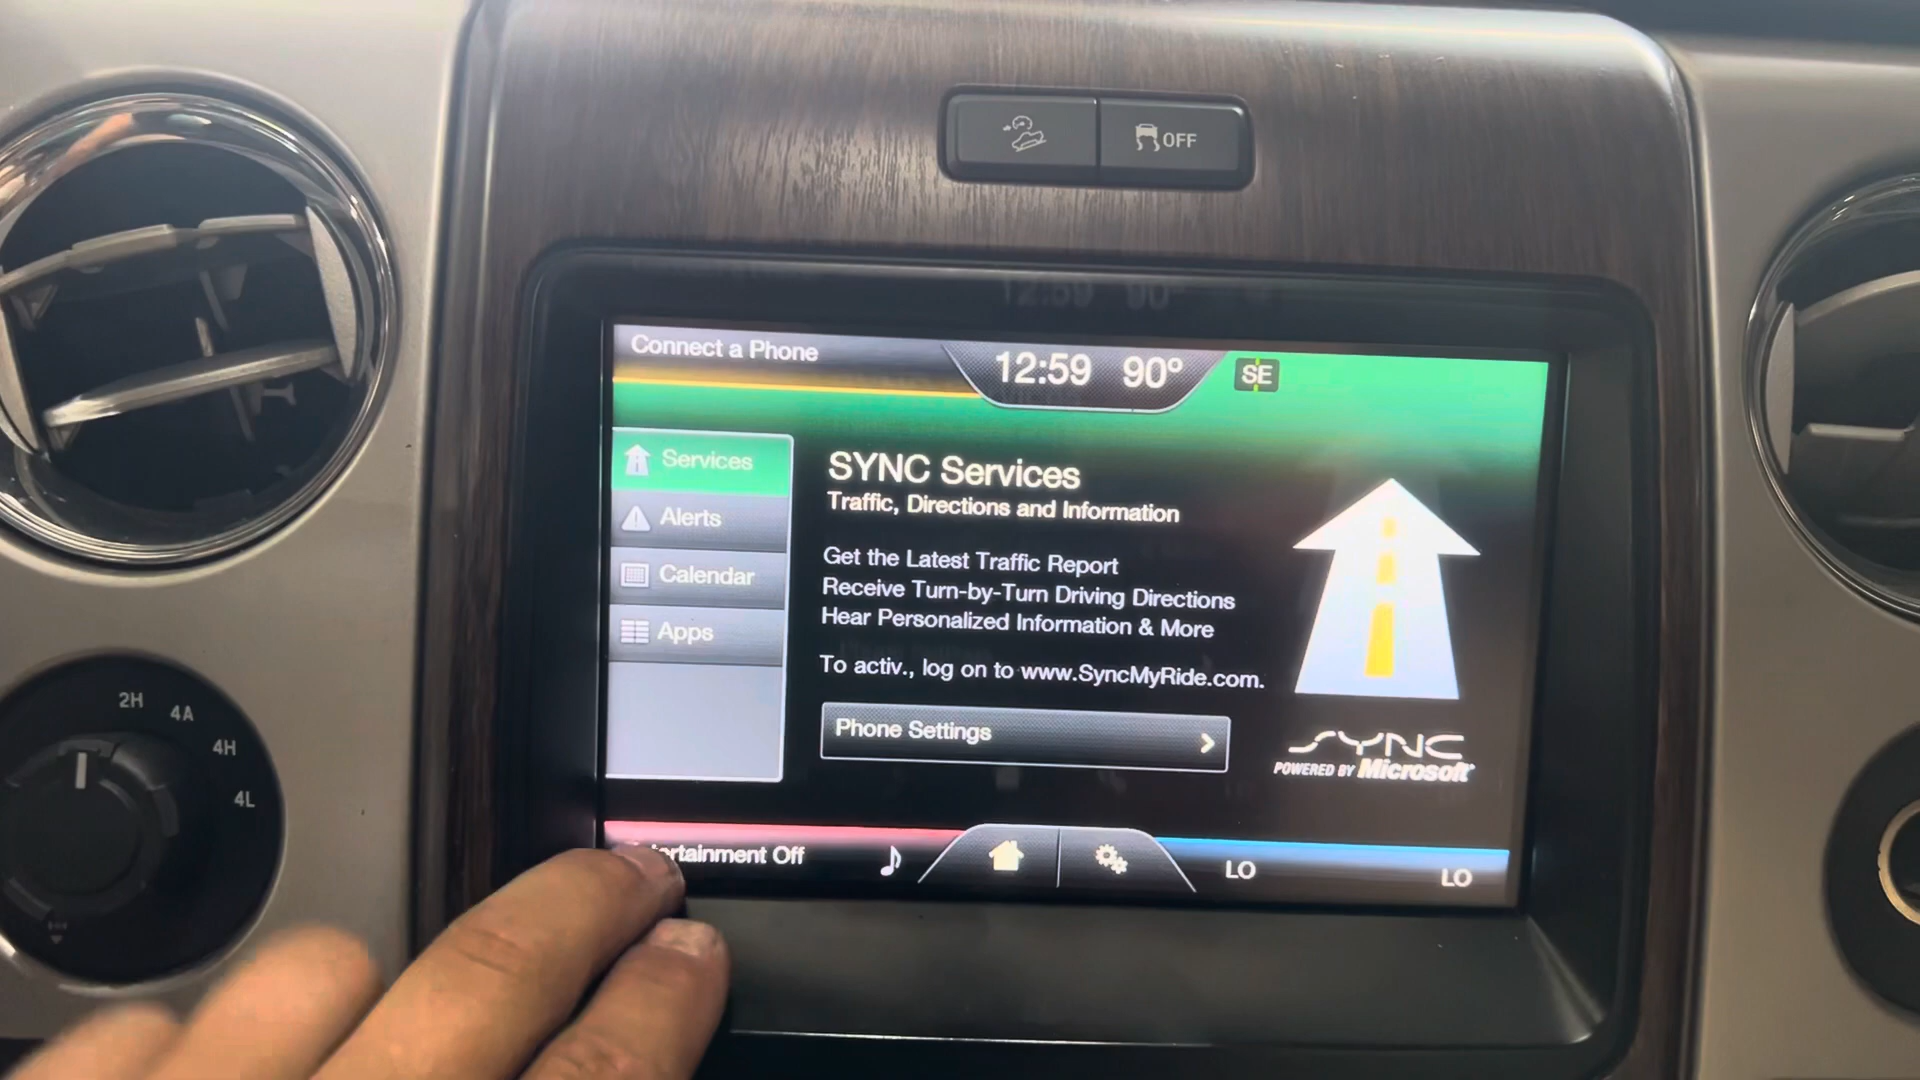 OFF
Connect a Phone
12:59 90°
SE
Services
Alerts
Calendar
Apps
SYNC Services
Traffic, Directions and Information
Get the Latest Traffic Report
Receive Turn-by-Turn Driving Directions
Hear Personalized Information & More
To activ., log on to www.SyncMyRide.com.
Phone Settings
SYNC
POWERED BY Microsoft
Off
LO
LO
2H
4A
4H
4L